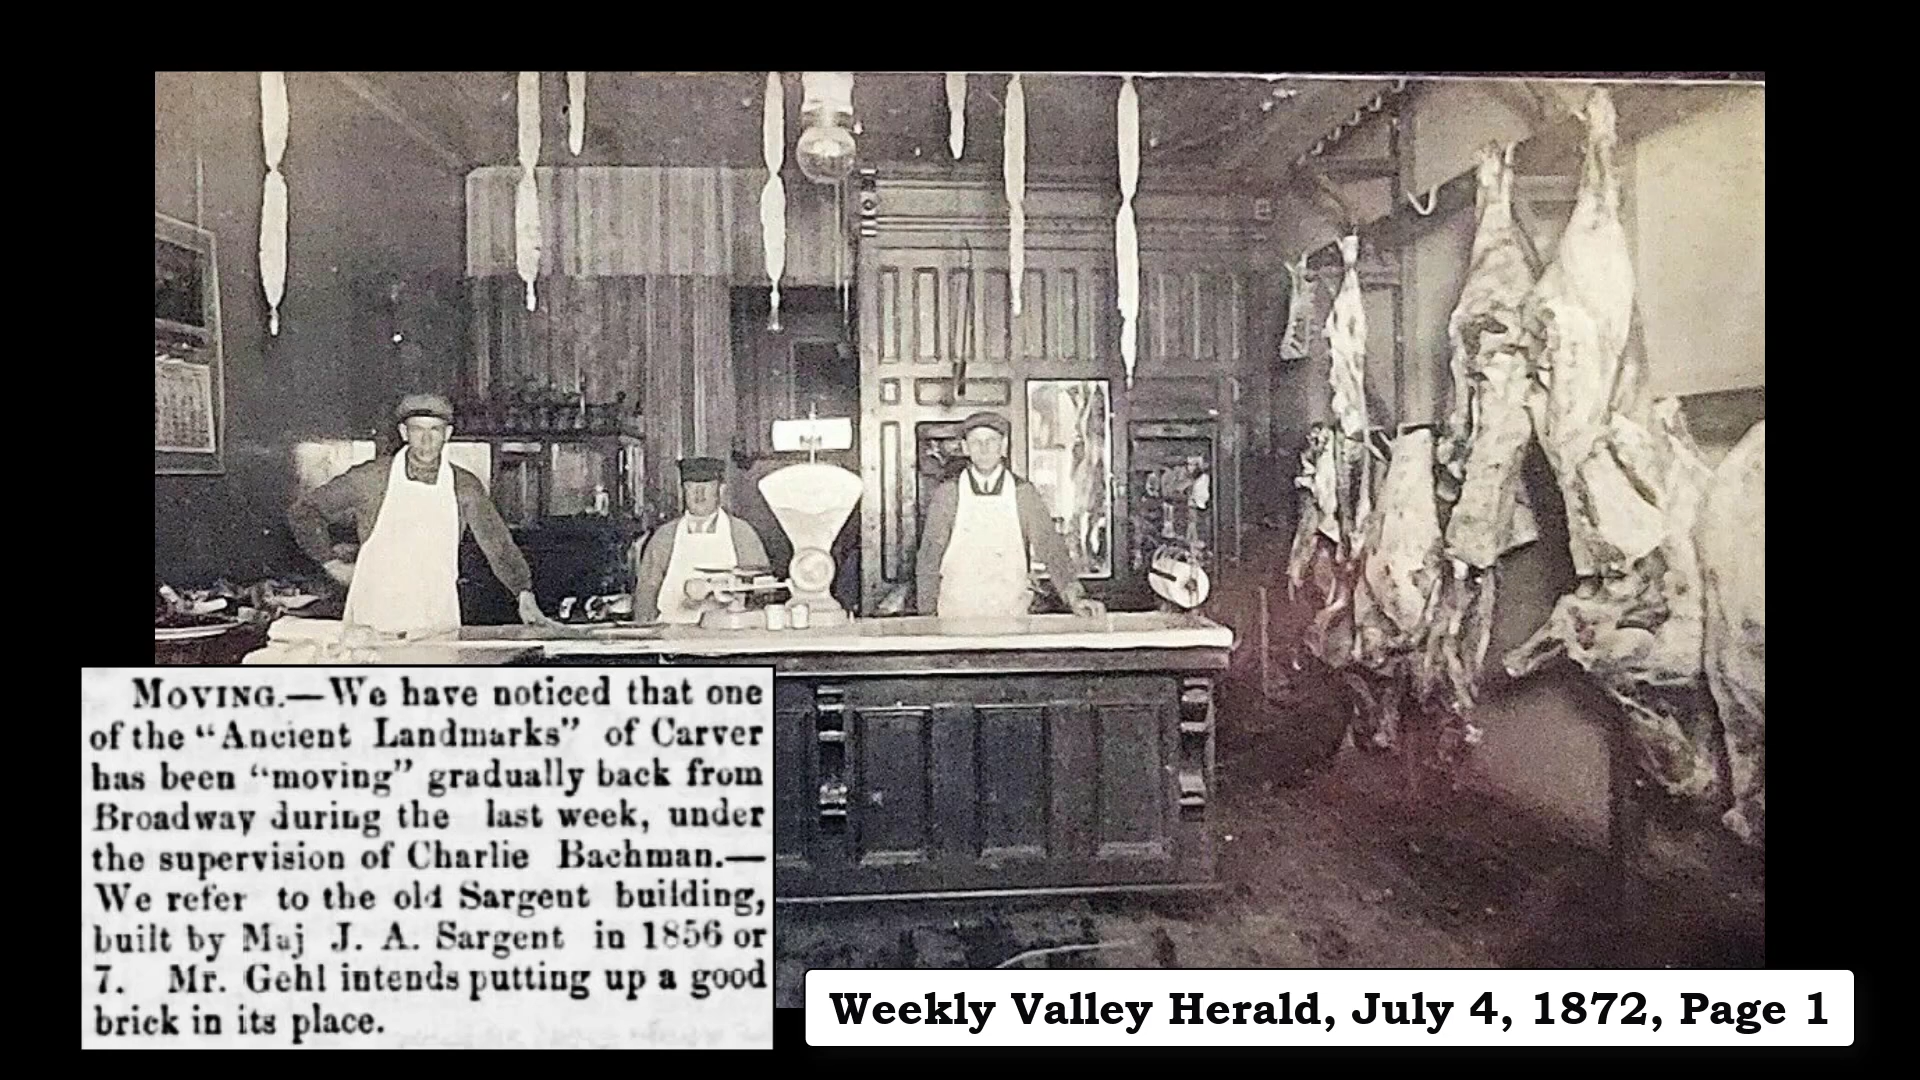 MOVING.—We have noticed that one
of the "Ancient Landmarks" of Carver
has been "moving" gradually back from
Broadway during the last week, under
the supervision of Charlie Bachman.—
We refer to the old Sargent building,
built by Maj J. A. Sargent in 1856 or
7. Mr. Gehl intends putting up a good
brick in its place.
Weekly Valley Herald, July 4, 1872, Page 1